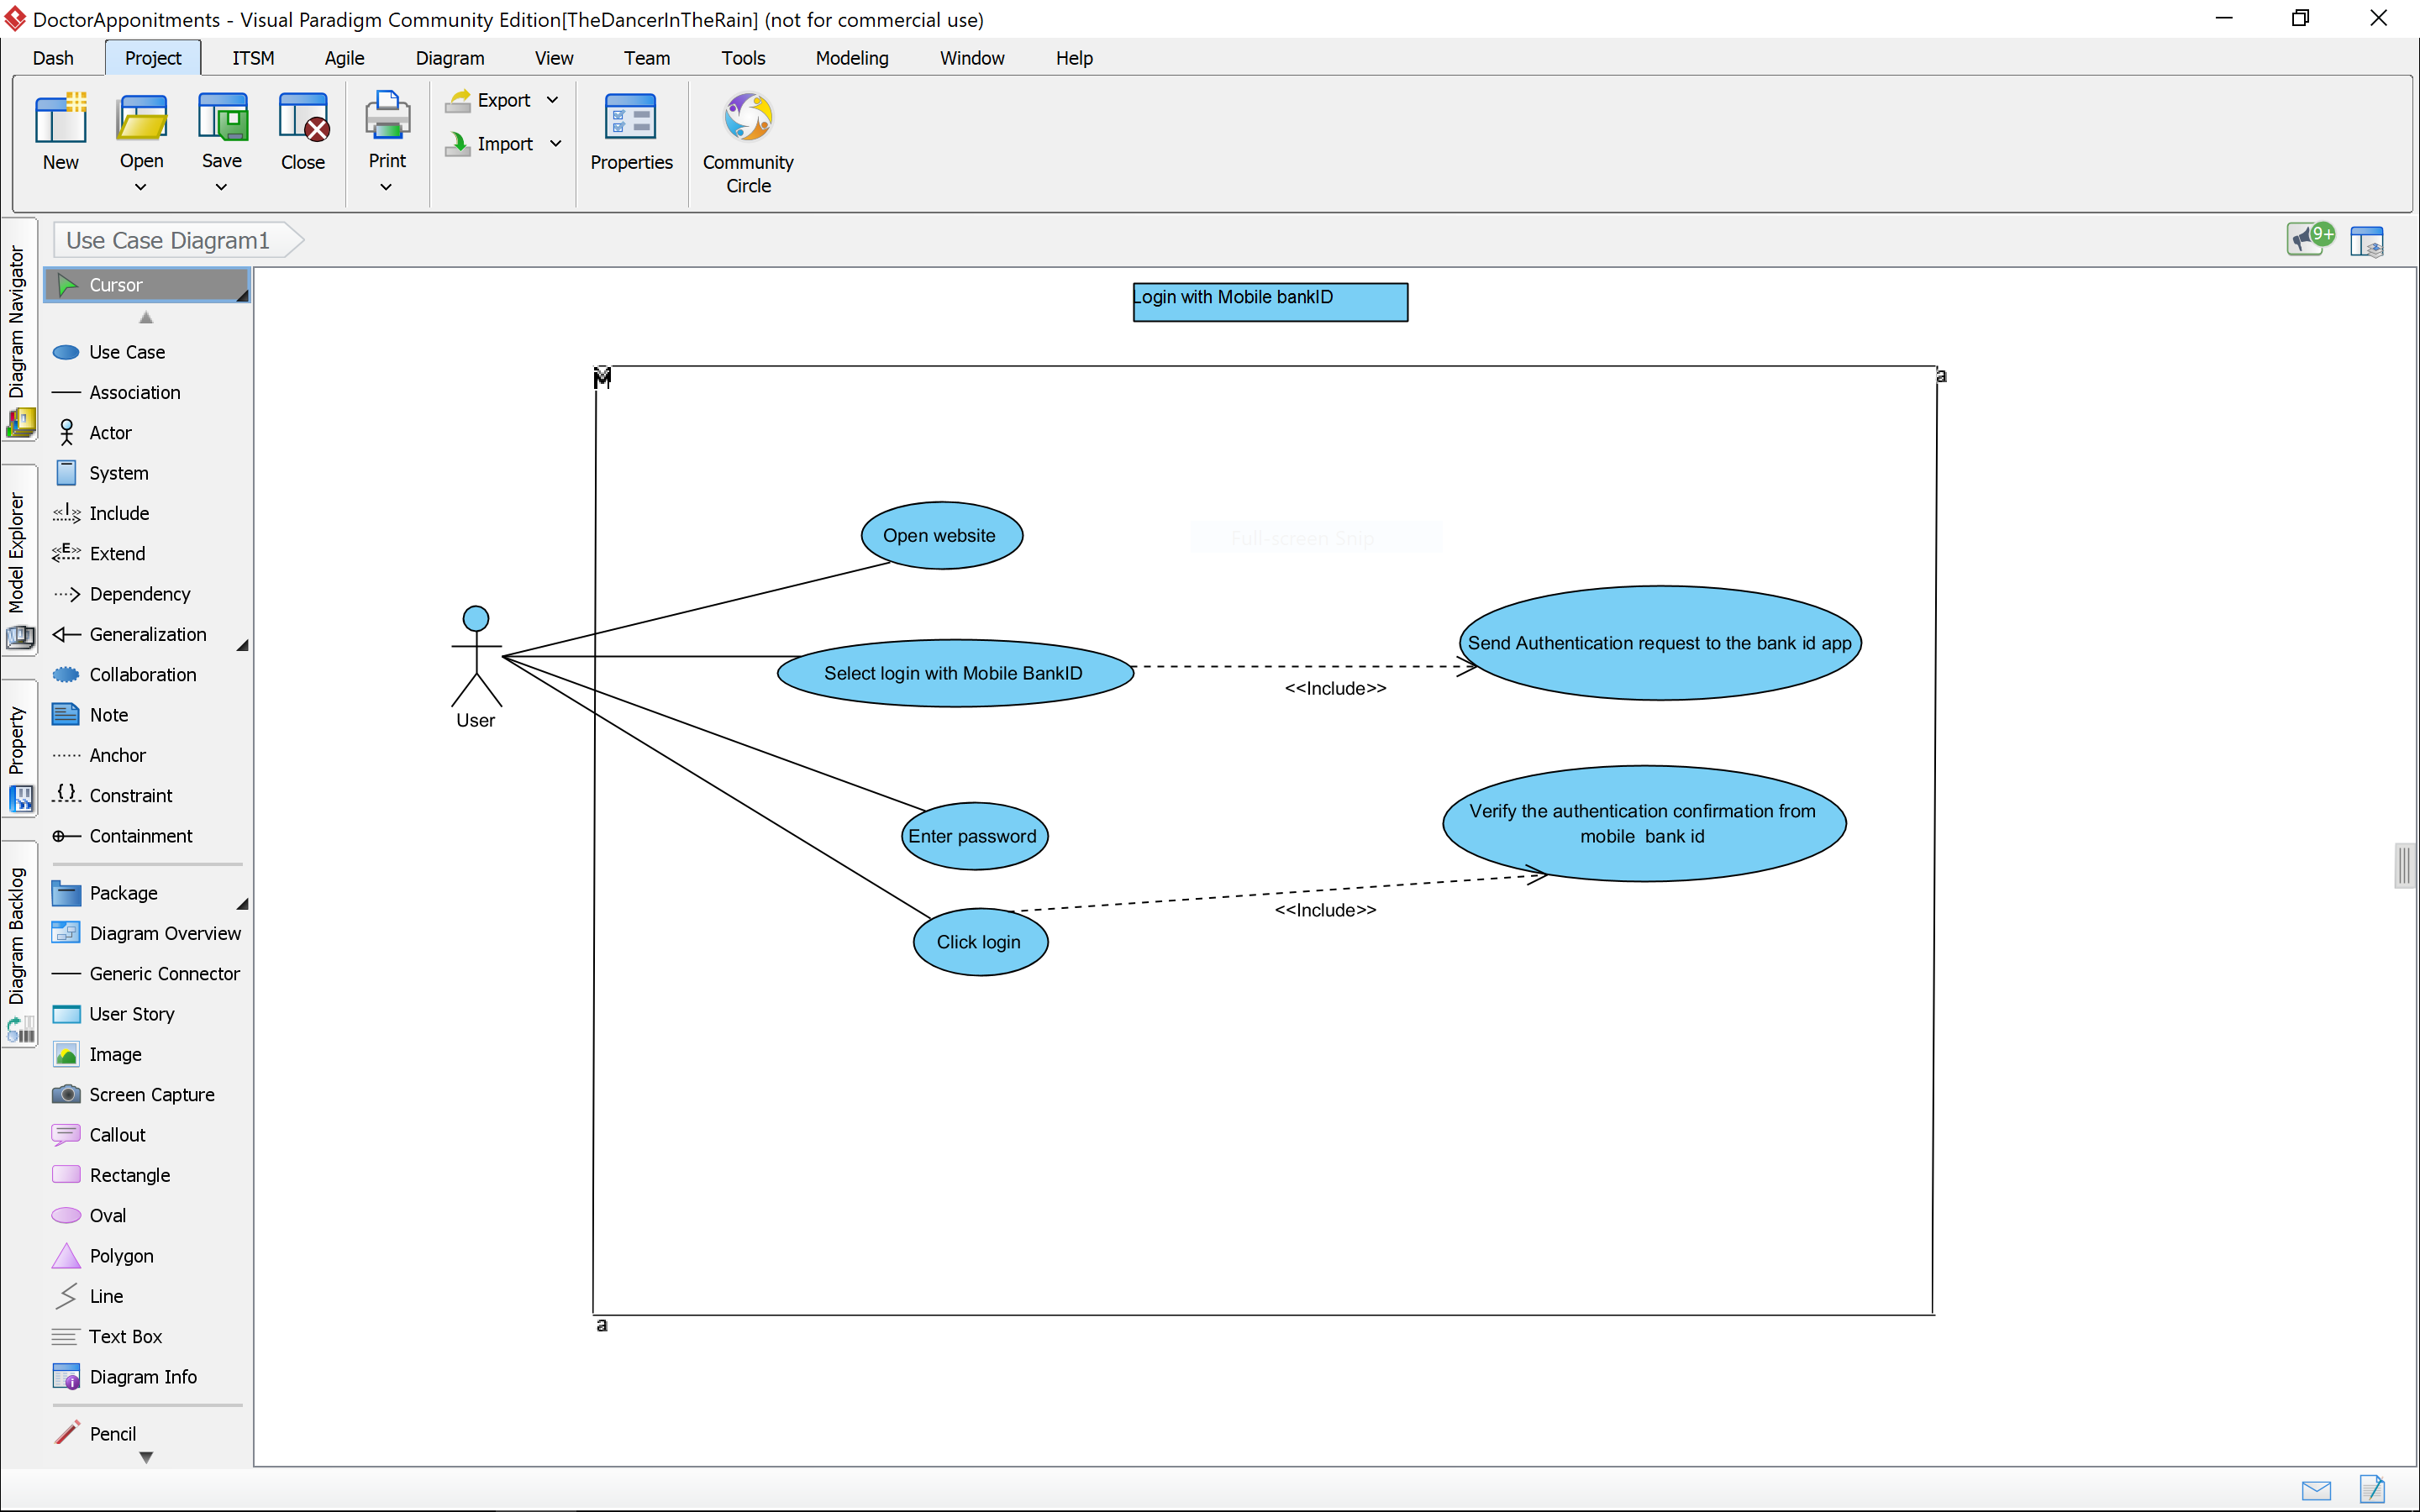 DoctorApponitments - Visual Paradigm Community Edition[TheDancerInTheRain] (not for commercial use)
Dash
Project
ITSM
Agile
Diagram
View
Team
Tools
Modeling
Window
Help
New
Open
Save
Close
Print
Export
Import
Properties
Community
Circle
Use Case Diagram1
9+
Diagram Navigator
Model Explorer
Property
Diagram Backlog
Cursor
Use Case
Association
Actor
System
Include
Extend
Dependency
Generalization
Collaboration
Note
Anchor
Constraint
Containment
Package
Diagram Overview
Generic Connector
User Story
Image
Screen Capture
Callout
Rectangle
Oval
Polygon
Line
Text Box
Diagram Info
Pencil
Login with Mobile bankID
M
a
Open website
Full-screen Snip
Send Authentication request to the bank id app
Select login with Mobile BankID
<<Include>>
User
Verify the authentication confirmation from
mobile  bank id
Enter password
<<Include>>
Click login
a